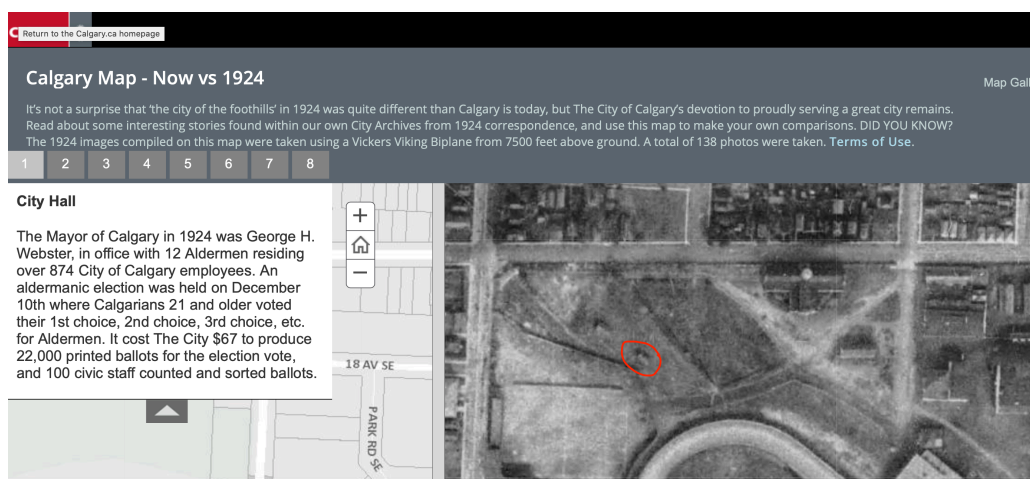 Return to the Calgary.ca homepage
Calgary Map - Now vs 1924
Map Gall
It's not a surprise that 'the city of the foothills' in 1924 was quite different than Calgary is today, but The City of Calgary's devotion to proudly serving a great city remains.
Read about some interesting stories found within our own City Archives from 1924 correspondence, and use this map to make your own comparisons. DID YOU KNOW?
The 1924 images compiled on this map were taken using a Vickers Viking Biplane from 7500 feet above ground. A total of 138 photos were taken. Terms of Use.
1 2 3 4 5 6 7 8
City Hall
The Mayor of Calgary in 1924 was George H.
Webster, in office with 12 Aldermen residing
over 874 City of Calgary employees. An
aldermanic election was held on December
10th where Calgarians 21 and older voted
their 1st choice, 2nd choice, 3rd choice, etc.
for Aldermen. It cost The City $67 to produce
22,000 printed ballots for the election vote,
and 100 civic staff counted and sorted ballots.
+
−
18 AV SE
PARK RD SE